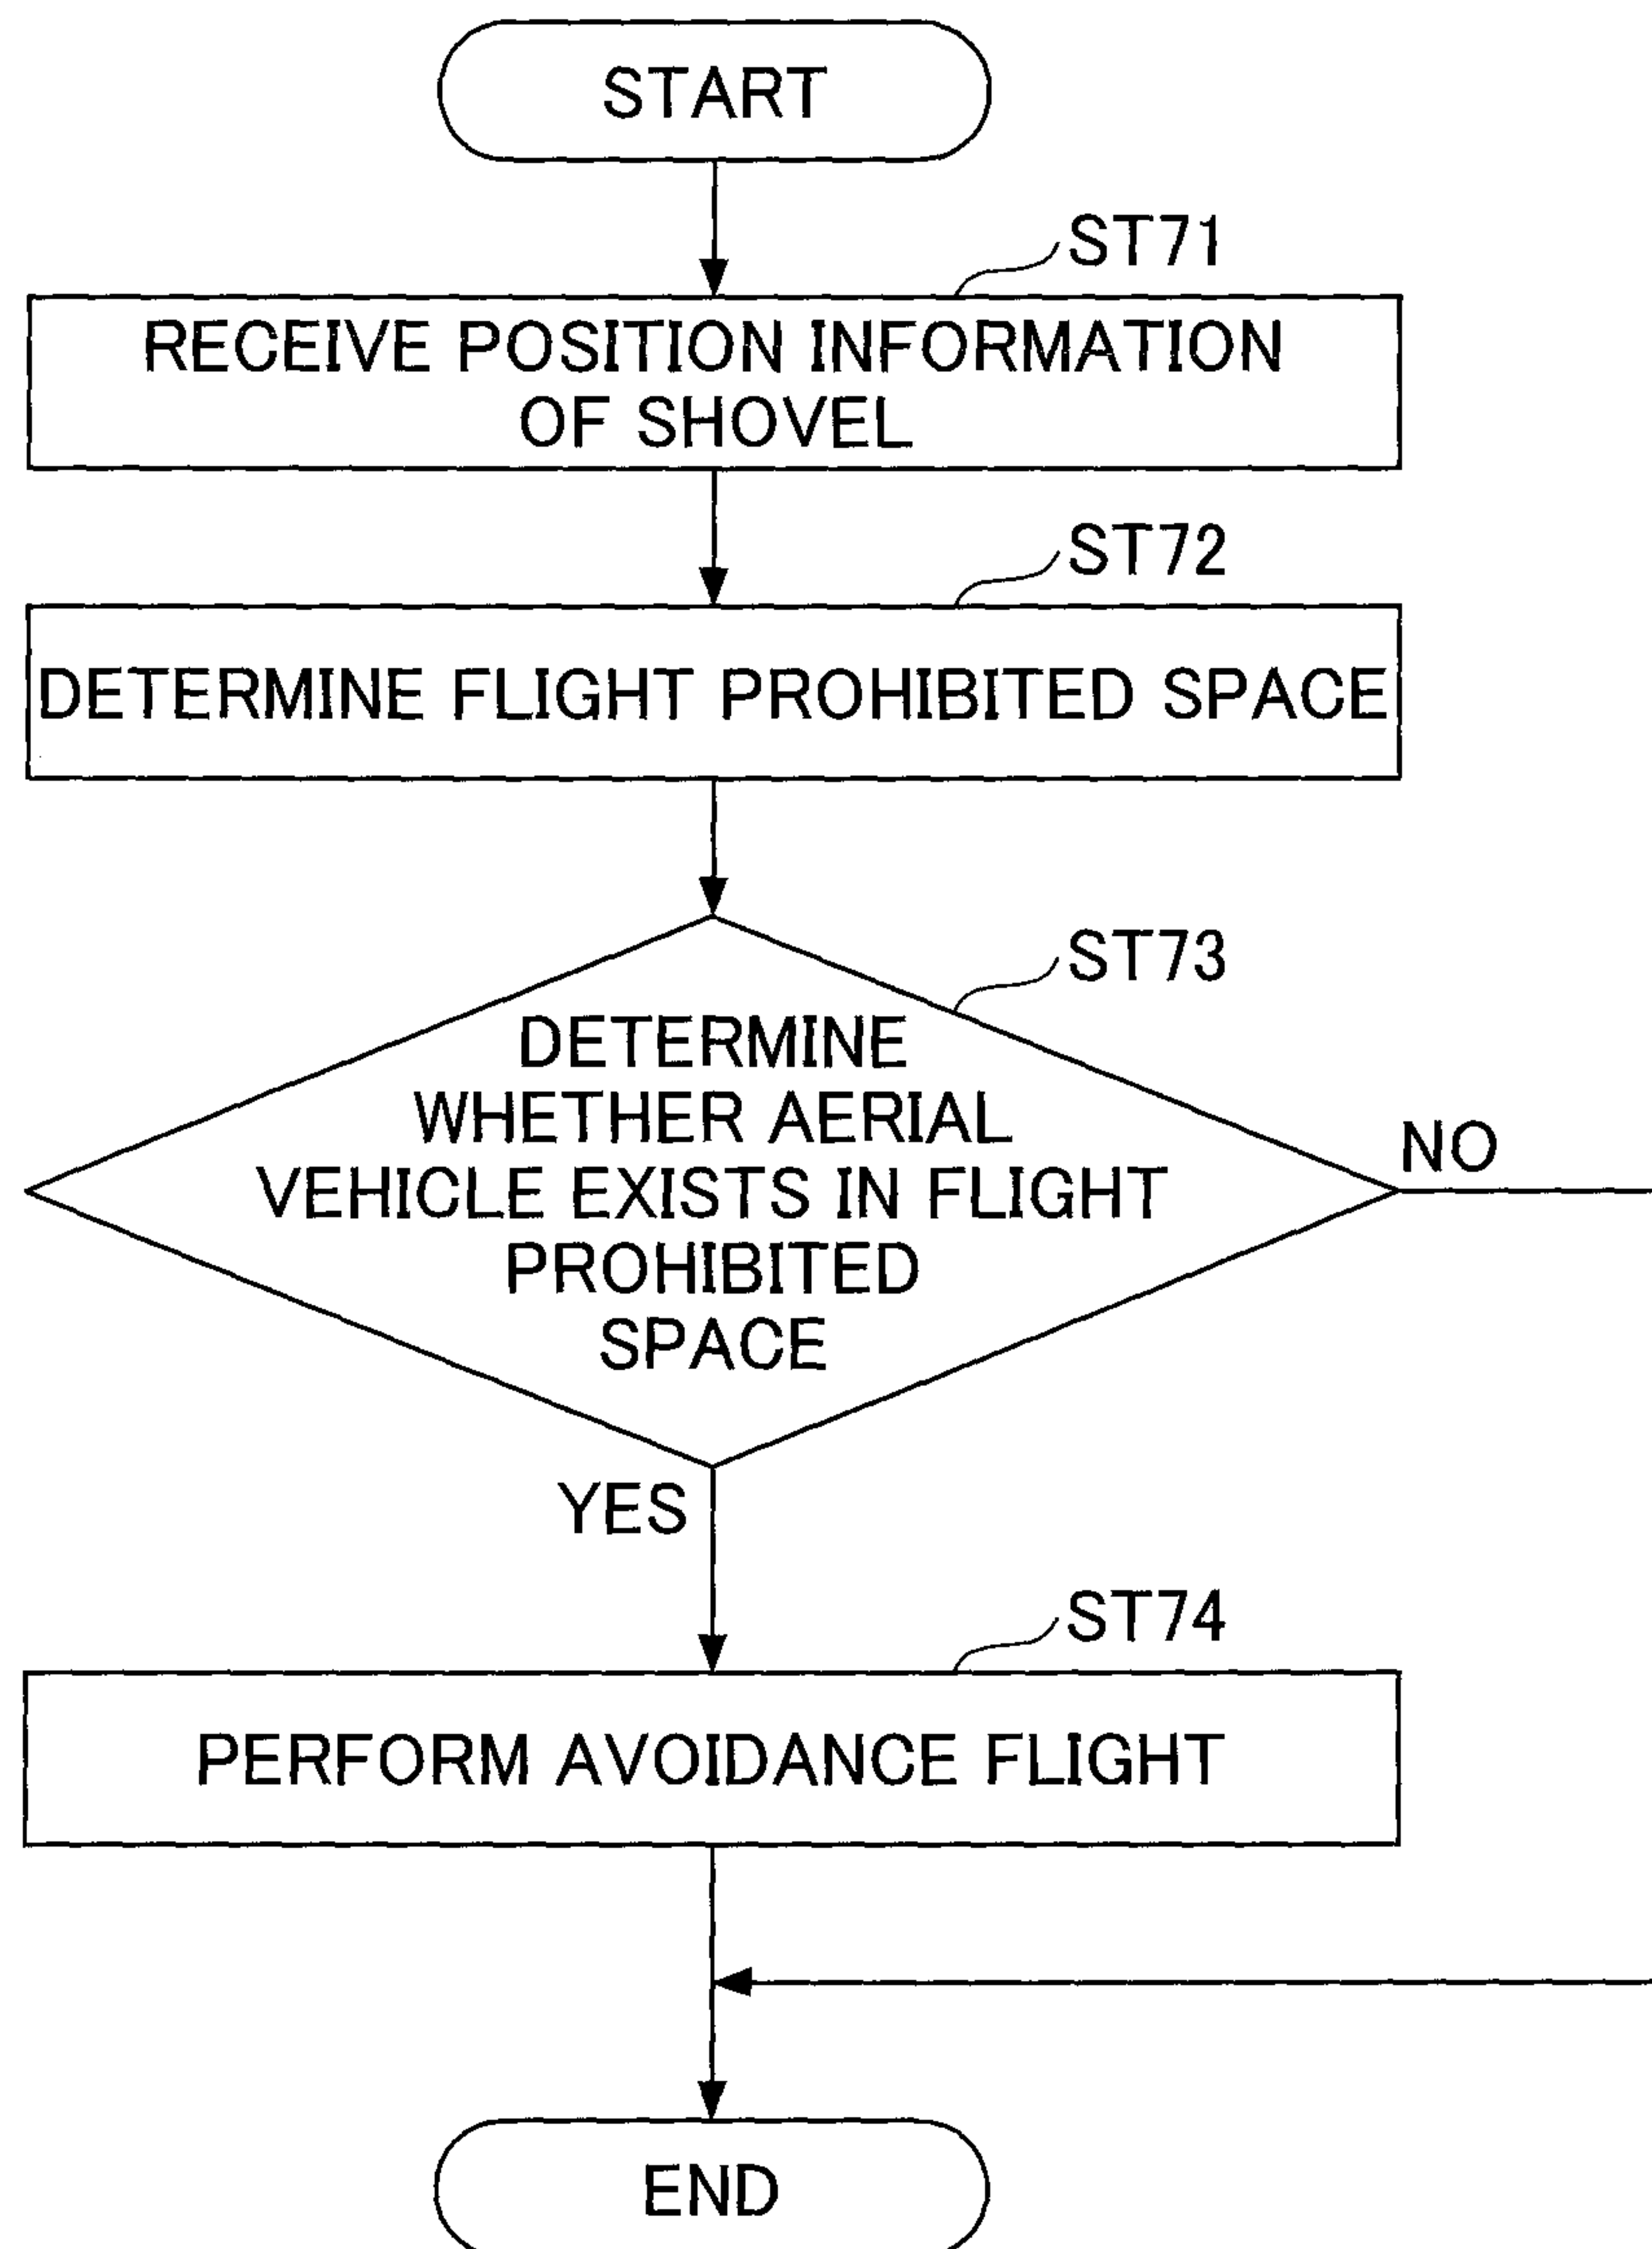 START
ST71
RECEIVE POSITION INFORMATION
OF SHOVEL
ST72
DETERMINE FLIGHT PROHIBITED SPACE
ST73
DETERMINE
WHETHER AERIAL
VEHICLE EXISTS IN FLIGHT
PROHIBITED
SPACE
NO
YES
ST74
PERFORM AVOIDANCE FLIGHT
END